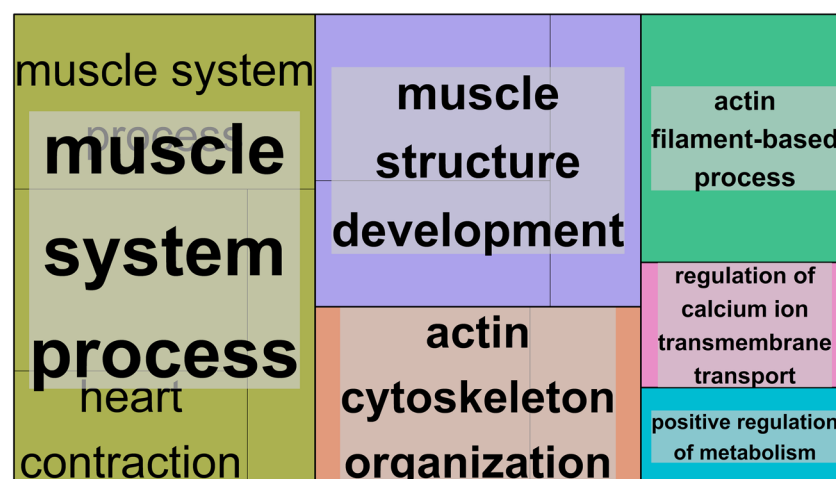 muscle system
process
muscle
system
process
heart
contraction
muscle
structure
development
actin
cytoskeleton
organization
actin
filament-based
process
regulation of
calcium ion
transmembrane
transport
positive regulation
of metabolism